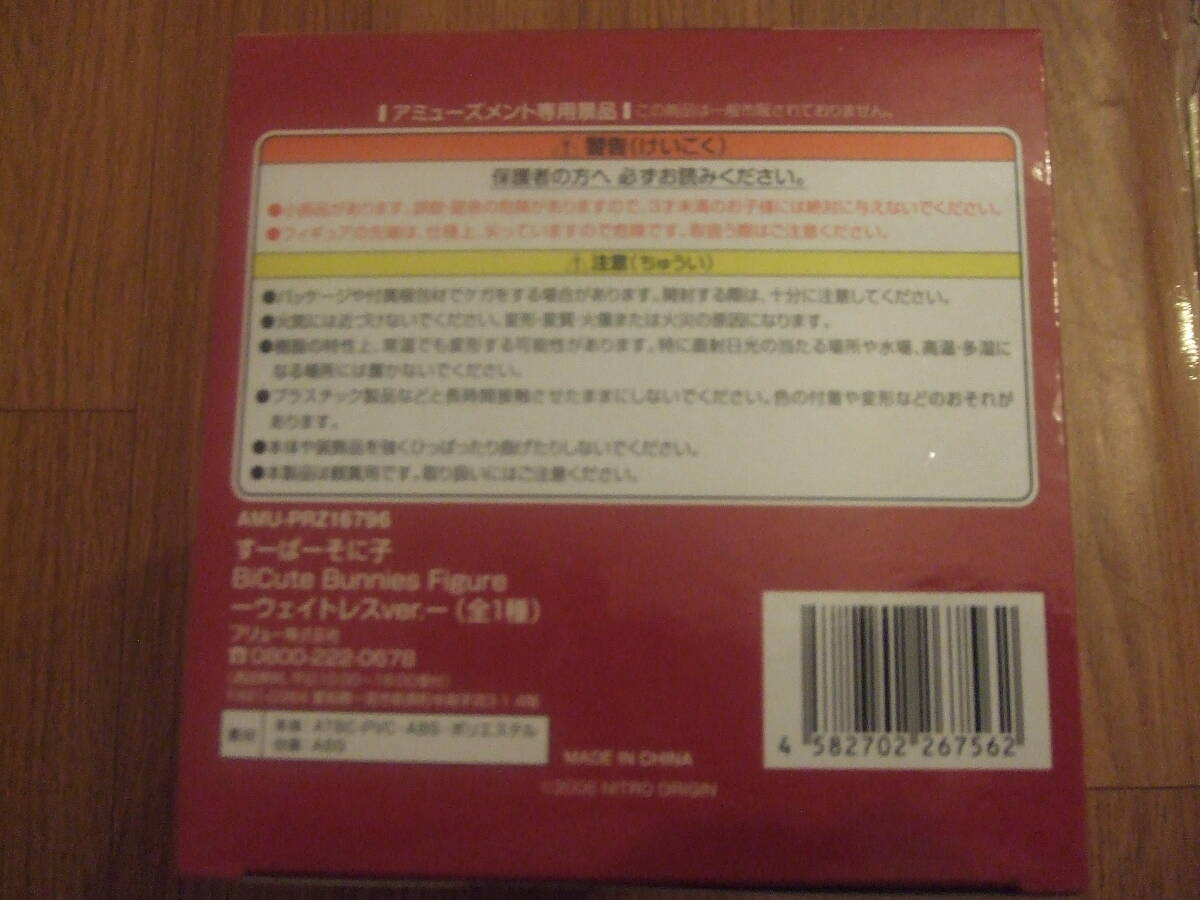 アミューズメント専用景品 この商品は一般市販されておりません。
警告(けいこく)
保護者の方へ 必ずお読みください。
●小部品があります。誤飲・窒息の危険がありますので、3才未満のお子様には絶対に与えないでください。
●フィギュアの先端は、仕様上、尖っていますので危険です。取扱う際はご注意ください。
注意(ちゅうい)
●パッケージや付属梱包材でケガをする場合があります。開封する際は、十分に注意してください。
●火気には近づけないでください。変形・変質・火傷または火災の原因になります。
●樹脂の特性上、常温でも変形する可能性があります。特に直射日光の当たる場所や水場、高温・多湿に
なる場所には置かないでください。
●プラスチック製品などと長時間接触させたままにしないでください。色の付着や変形などのおそれが
あります。
●本体や装飾品を強くひっぱったり曲げたりしないでください。
●本製品は観賞用です。取り扱いにはご注意ください。
AMU-PRZ16796
すーぱーそに子
BiCute Bunnies Figure
ーウェイトレスver.ー(全1種)
フリュー株式会社
☎0800-222-0678
素材 本体 ATBC-PVC・ABS・ポリエステル
台座 ABS
MADE IN CHINA
©2006 NITRO ORIGIN
4 582702 267562